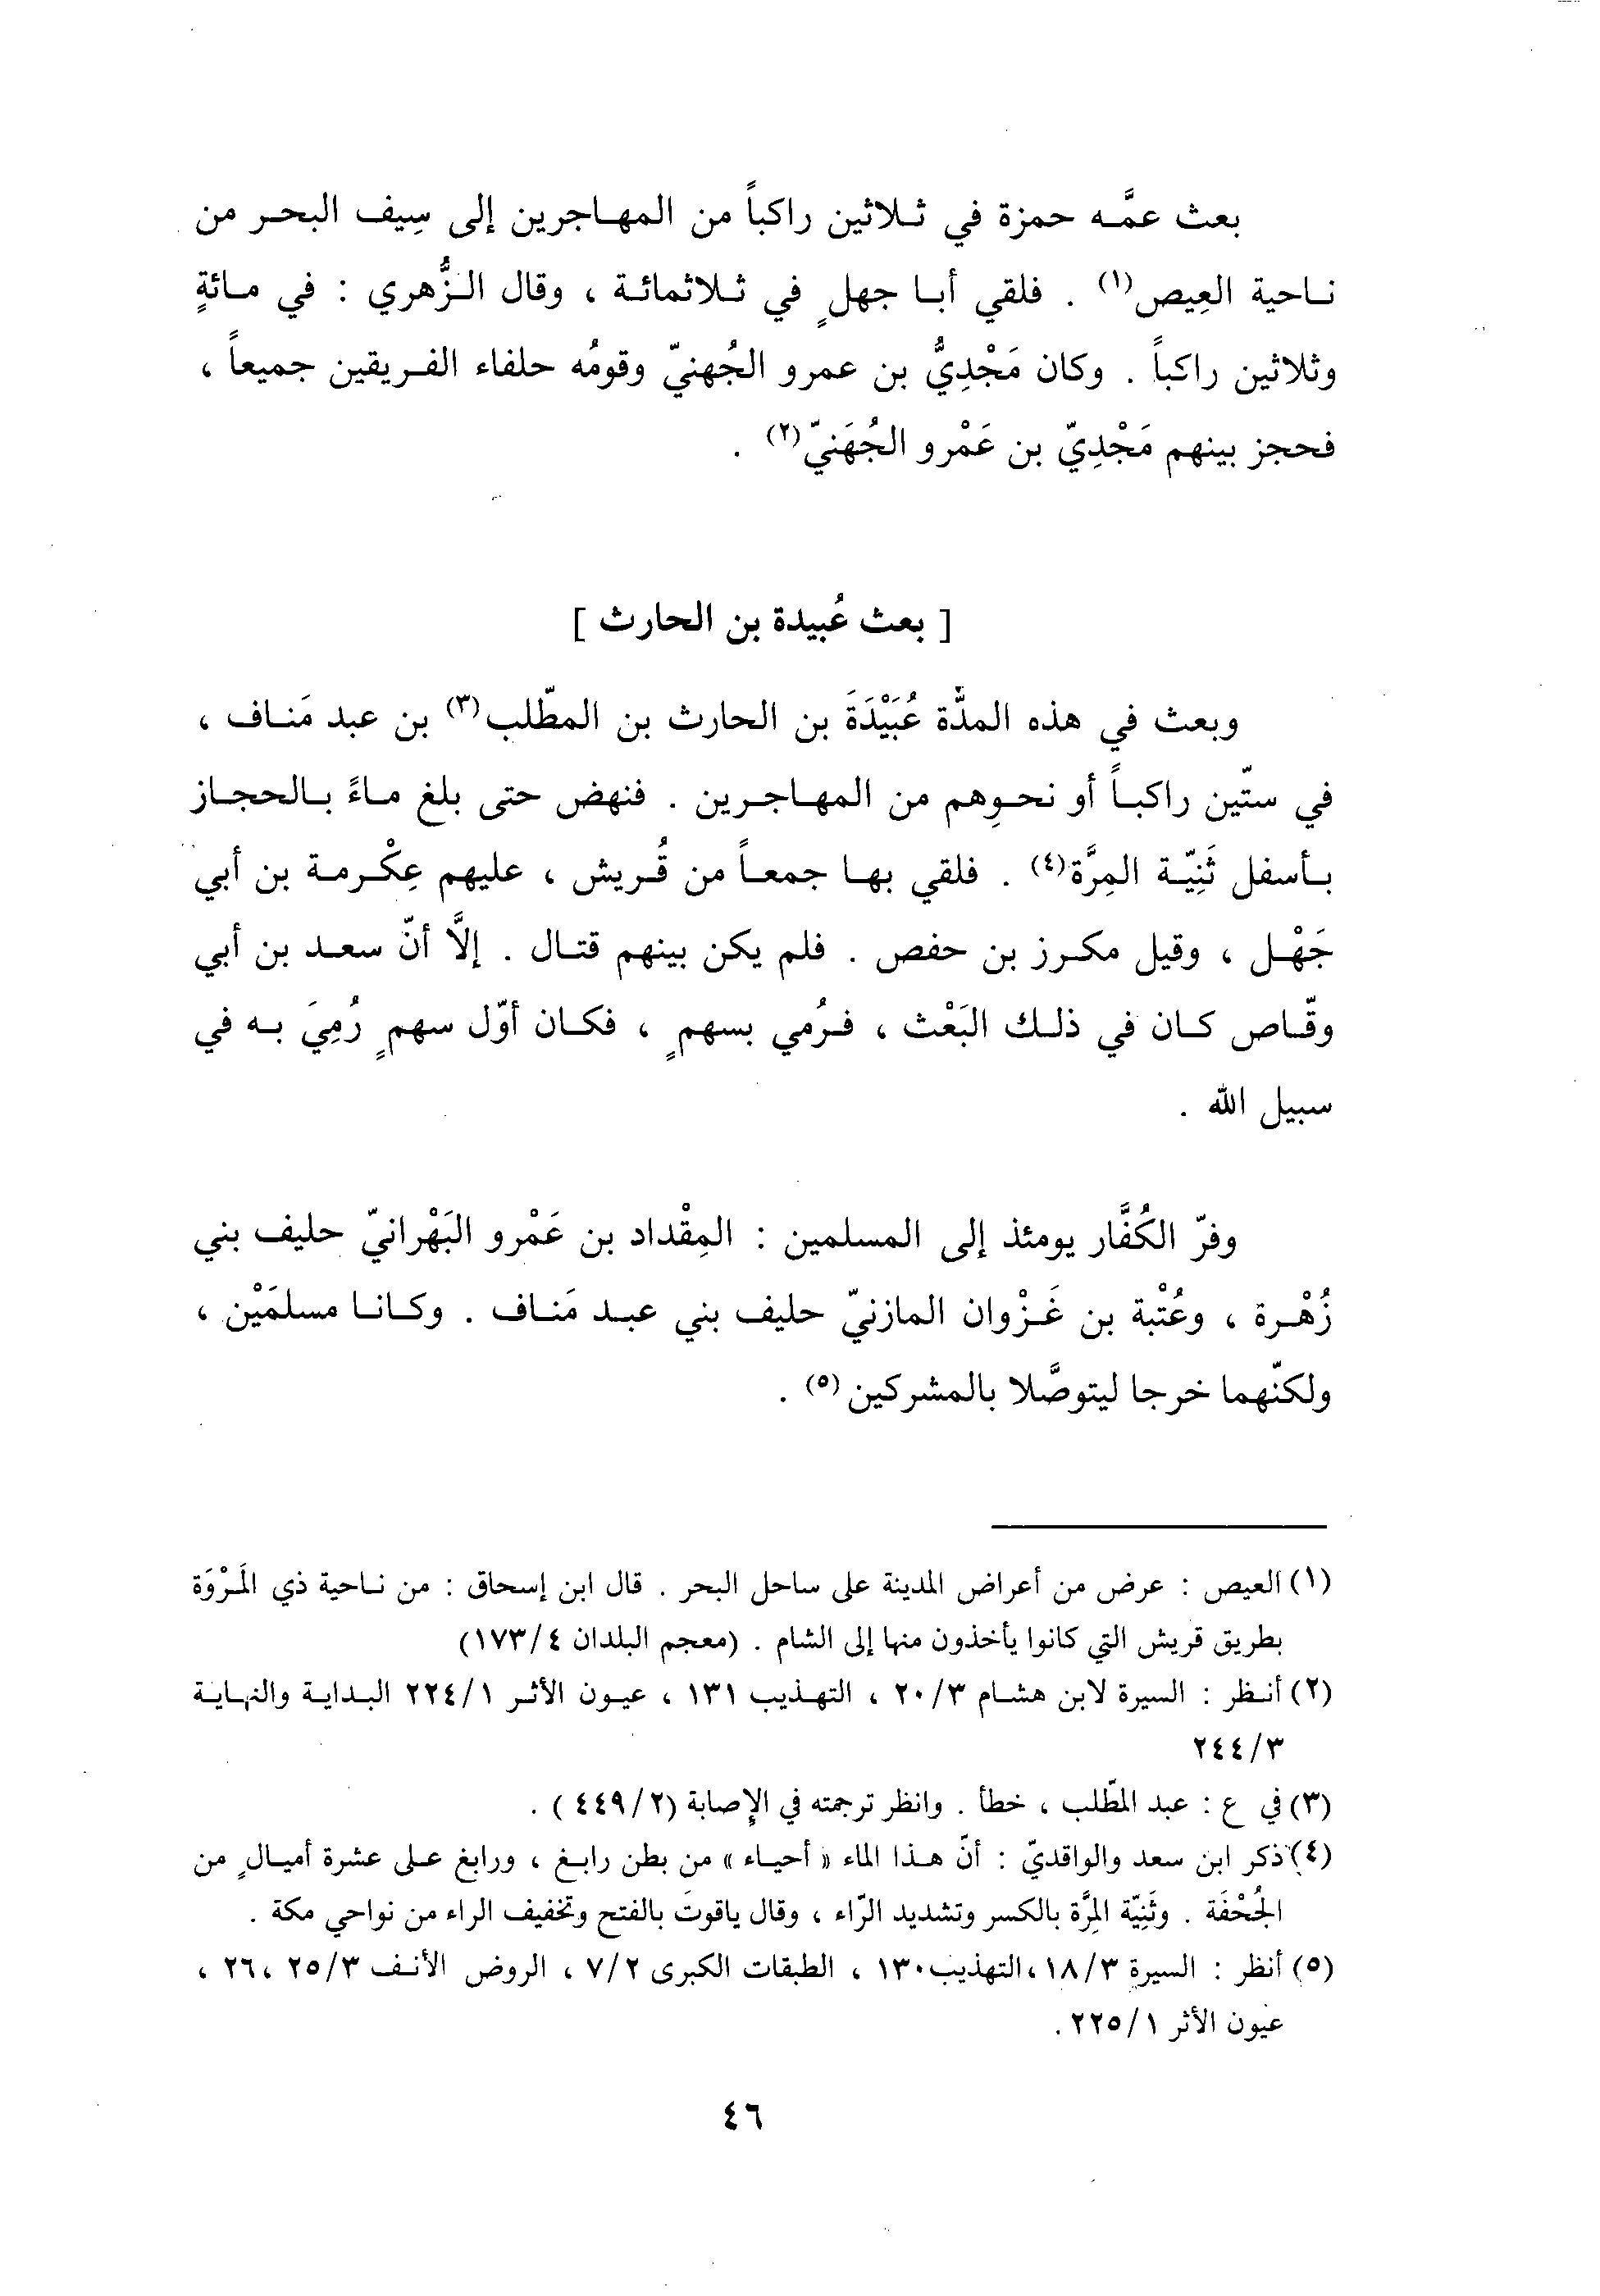 بعث عمَّه حمزة في ثلاثين راكباً من المهاجرين إلى سِيف البحر من
ناحية العِيص(١) . فلقي أبا جهلٍ في ثلاثمائة ، وقال الزُّهري : في مائةٍ
وثلاثين راكباً . وكان مَجْدِيُّ بن عمرو الجُهنيّ وقومُه حلفاء الفريقين جميعاً ،
فحجز بينهم مَجْدِيّ بن عَمْرو الجُهَنيّ(٢) .
[ بعث عُبيدة بن الحارث ]
وبعث في هذه المدَّة عُبَيْدَةَ بن الحارث بن المطّلب(٣) بن عبد مَناف ،
في ستّين راكباً أو نحوِهم من المهاجرين . فنهض حتى بلغ ماءً بالحجاز
بأسفل ثَنِيّة المِرَّة(٤) . فلقي بها جمعاً من قُريش ، عليهم عِكْرمة بن أبي
جَهْل ، وقيل مكرز بن حفص . فلم يكن بينهم قتال . إلَّا أنّ سعد بن أبي
وقّاص كان في ذلك البَعْث ، فرُمي بسهمٍ ، فكان أوّل سهمٍ رُمِيَ به في
سبيل الله .
وفرّ الكُفَّار يومئذ إلى المسلمين : المِقْداد بن عَمْرو البَهْرانيّ حليف بني
زُهْرة ، وعُتْبة بن غَزْوان المازنيّ حليف بني عبد مَناف . وكانا مسلمَيْن ،
ولكنّهما خرجا ليتوصَّلا بالمشركين(٥) .
(١) العيص : عرض من أعراض المدينة على ساحل البحر . قال ابن إسحاق : من ناحية ذي المَرْوَة
بطريق قريش التي كانوا يأخذون منها إلى الشام . (معجم البلدان ١٧٣/٤)
(٢) أنظر : السيرة لابن هشام ٢٠/٣ ، التهذيب ١٣١ ، عيون الأثر ٢٢٤/١ البداية والنهاية
٢٤٤/٣
(٣) في ع : عبد المطّلب ، خطأ . وانظر ترجمته في الإصابة (٤٤٩/٢ ) .
(٤) ذكر ابن سعد والواقديّ : أنّ هذا الماء « أحياء » من بطن رابغ ، ورابغ على عشرة أميالٍ من
الجُحْفَة . وثَنِيّة المِرَّة بالكسر وتشديد الرّاء ، وقال ياقوت بالفتح وتخفيف الراء من نواحي مكة .
(٥) أنظر : السيرة ١٨/٣ ، التهذيب ١٣٠ ، الطبقات الكبرى ٧/٢ ، الروض الأنف ٢٥/٣ ، ٢٦ ،
عيون الأثر ٢٢٥/١ .
٤٦